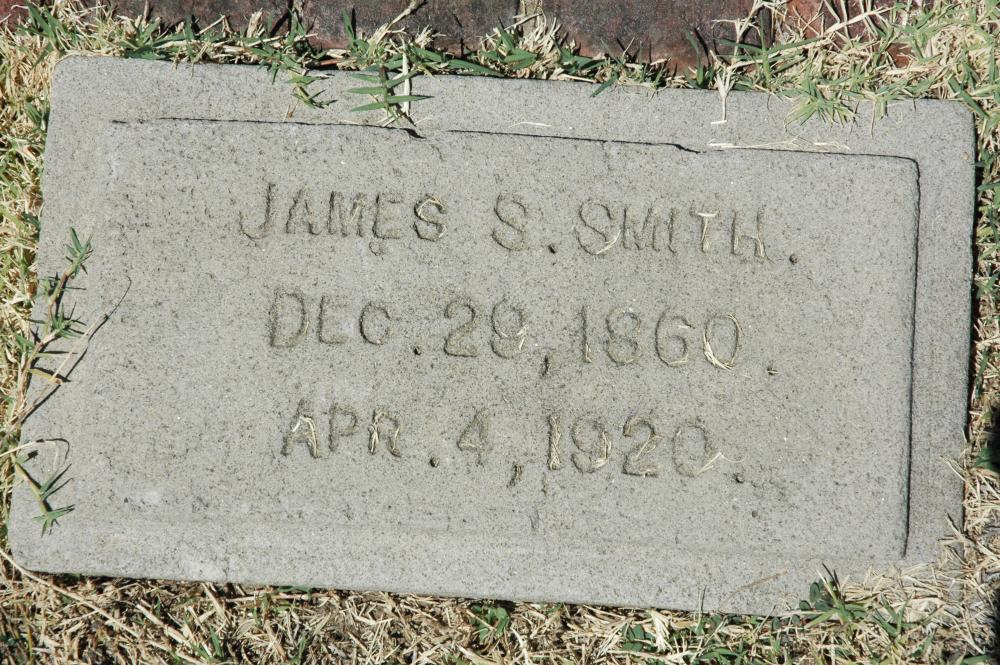 JAMES S. SMITH.
DEC. 29, 1860.
APR. 4, 1920.